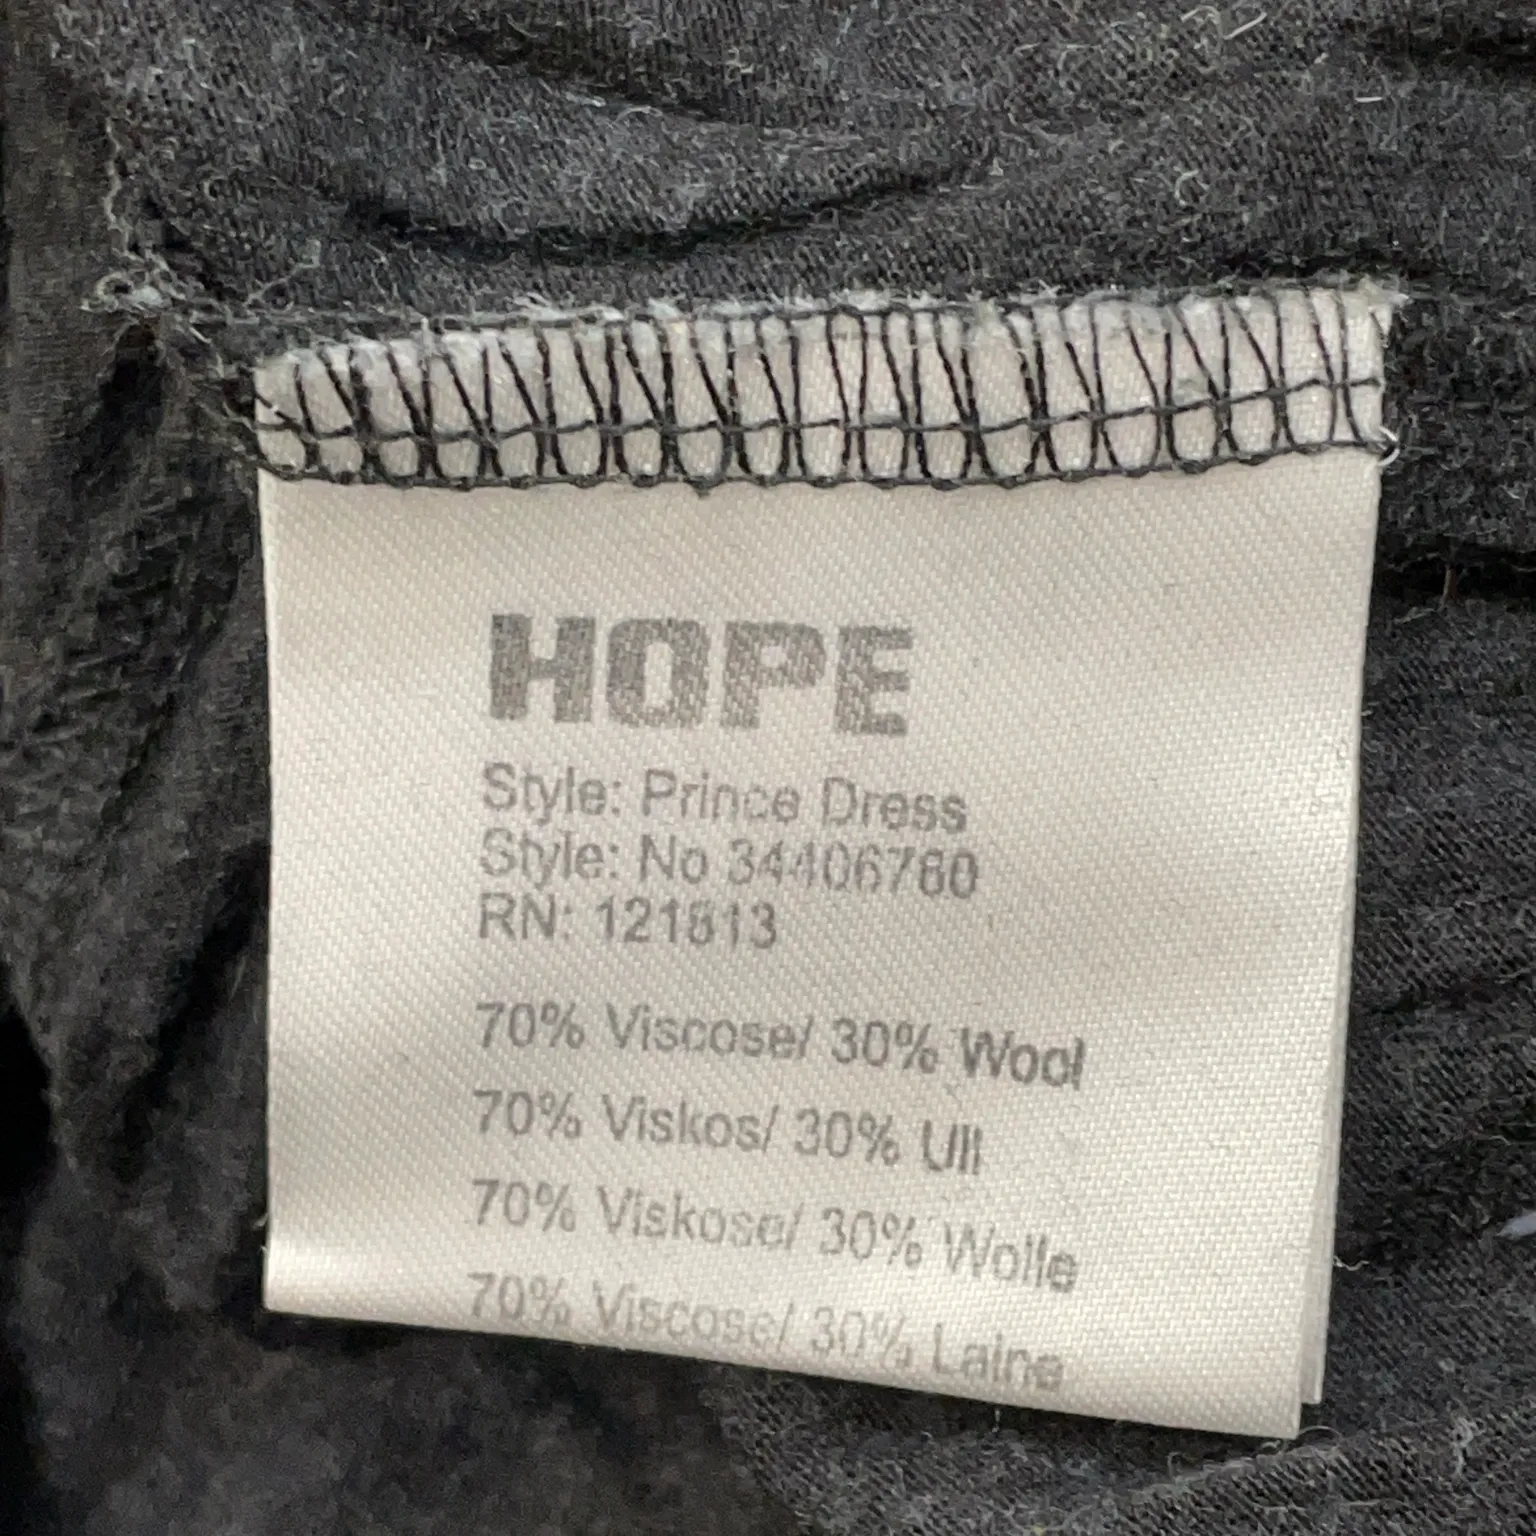 HOPE
Style: Prince Dress
Style: No 34406760
RN: 121813
70% Viscose/ 30% Wool
70% Viskos/ 30% Ull
70% Viskose/ 30% Wolle
70% Viscose/ 30% Laine